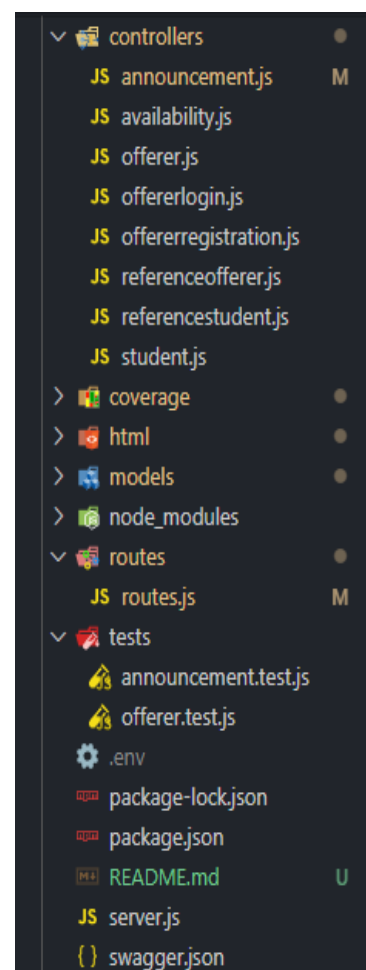 controllers
JS announcement.js M
JS availability.js
JS offerer.js
JS offererlogin.js
JS offererregistration.js
JS referenceofferer.js
JS referencestudent.js
JS student.js
coverage
html
models
node_modules
routes
JS routes.js M
tests
announcement.test.js
offerer.test.js
.env
npm package-lock.json
npm package.json
M↓ README.md U
JS server.js
{} swagger.json